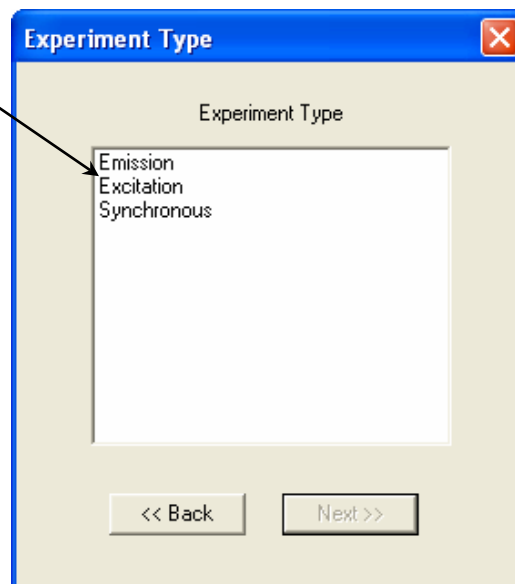 Experiment Type
Experiment Type
Emission
Excitation
Synchronous
<< Back
Next >>